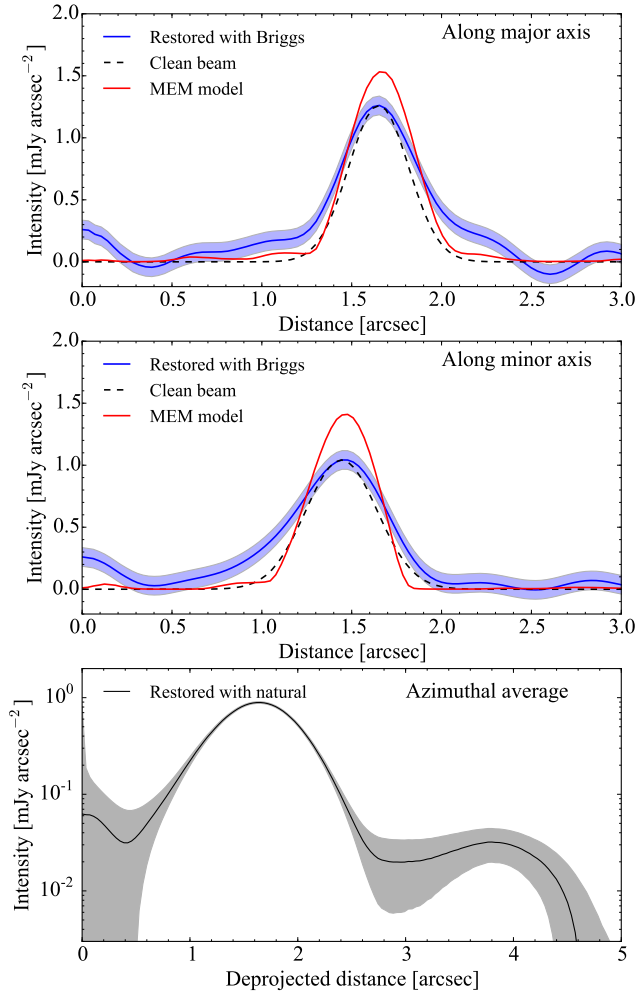 2.0
Restored with Briggs
Along major axis
Clean beam
1.5
MEM model
1.0
0.5
0.0
Intensity [mJy arcsec−2]
0.0 0.5 1.0 1.5 2.0 2.5 3.0
Distance [arcsec]
2.0
Restored with Briggs
Along minor axis
Clean beam
1.5
MEM model
1.0
0.5
0.0
Intensity [mJy arcsec−2]
0.0 0.5 1.0 1.5 2.0 2.5 3.0
Distance [arcsec]
10^0
Restored with natural
Azimuthal average
10^-1
10^-2
Intensity [mJy arcsec−2]
0 1 2 3 4 5
Deprojected distance [arcsec]